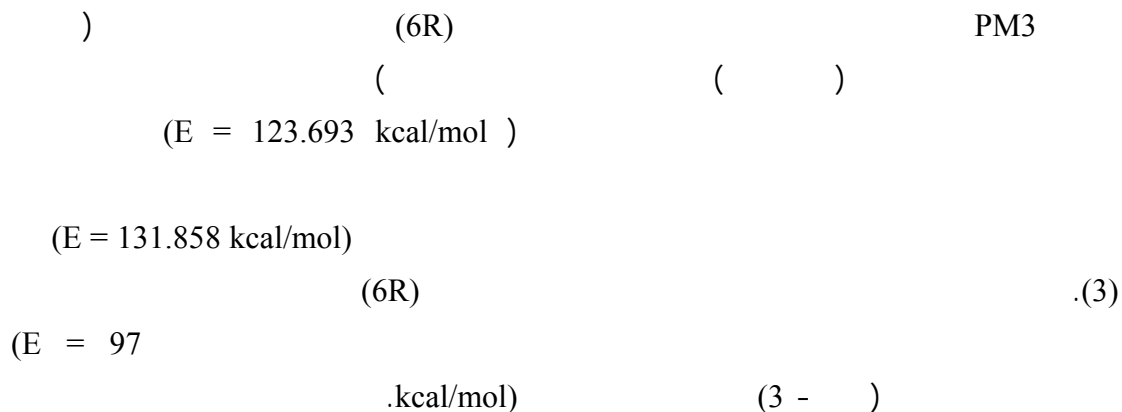 PM3 (6R) (
) ( ) (
(E = 123.693 kcal/mol )
(E = 131.858 kcal/mol)
.(3) (6R)
(E = 97
.kcal/mol) (3 - )